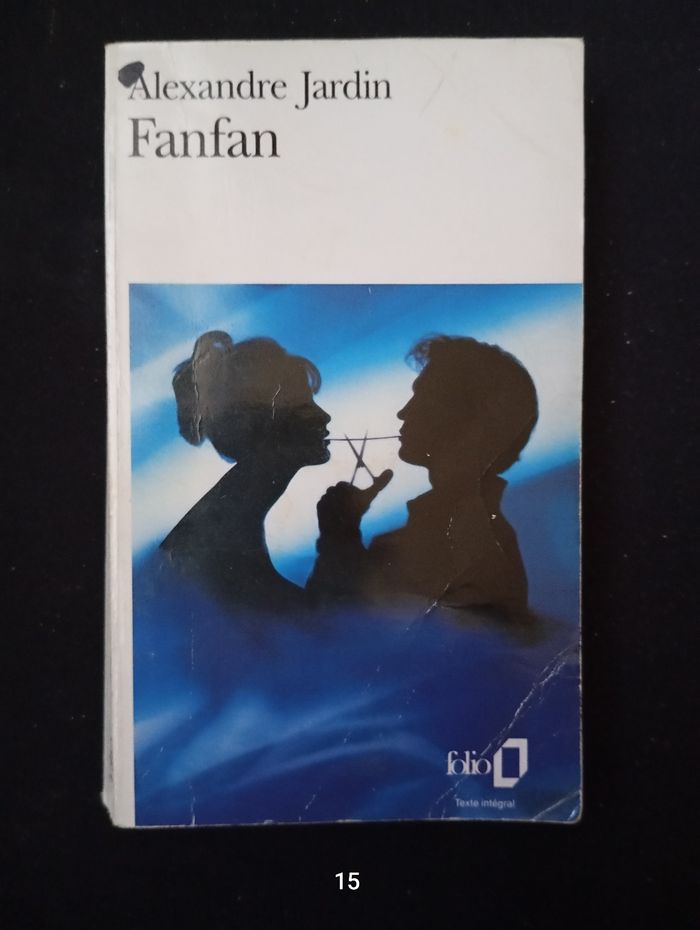 Alexandre Jardin
Fanfan
folio
Texte intégral
15